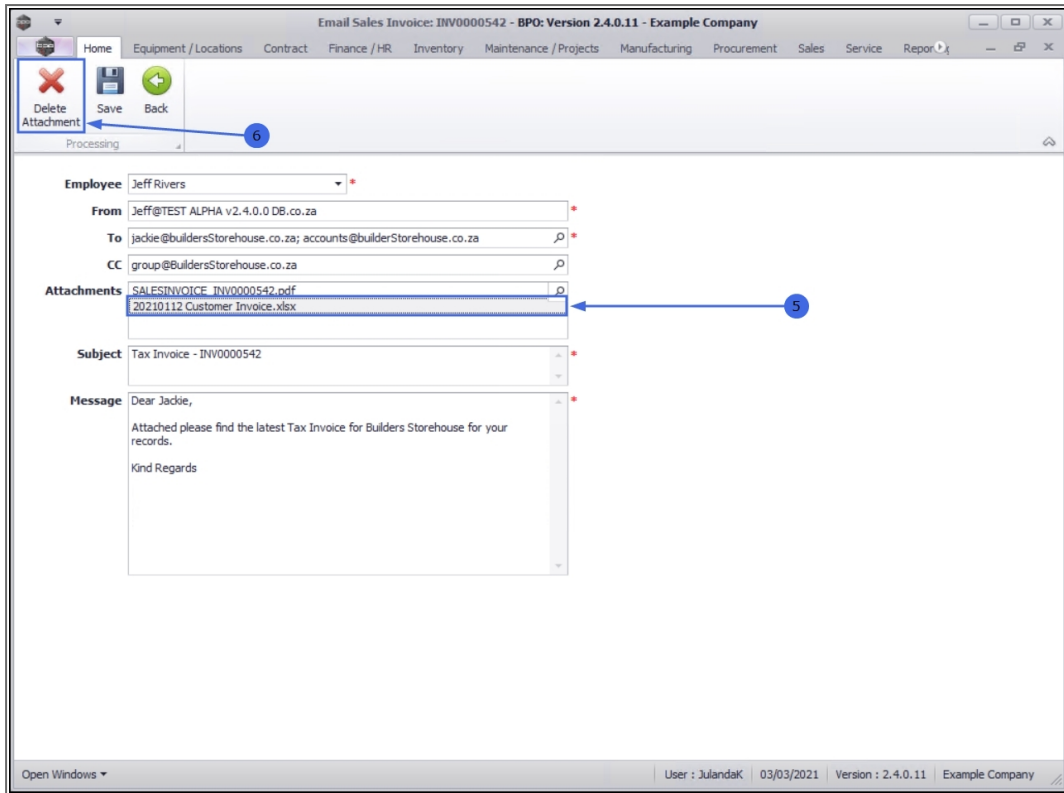 Email Sales Invoice: INV0000542 - BPO: Version 2.4.0.11 - Example Company
Home Equipment / Locations Contract Finance / HR Inventory Maintenance / Projects Manufacturing Procurement Sales Service Repor
Delete Attachment
Save
Back
6
Processing
Employee Jeff Rivers *
From Jeff@TEST ALPHA v2.4.0.0 DB.co.za *
To jackie@buildersStorehouse.co.za; accounts@builderStorehouse.co.za *
CC group@BuildersStorehouse.co.za
Attachments SALESINVOICE_INV0000542.pdf
20210112 Customer Invoice.xlsx
5
Subject Tax Invoice - INV0000542 *
Message Dear Jackie, *
Attached please find the latest Tax Invoice for Builders Storehouse for your
records.
Kind Regards
Open Windows User : JulandaK 03/03/2021 Version : 2.4.0.11 Example Company